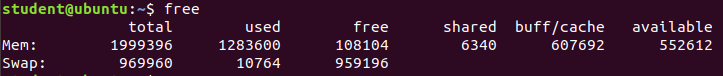 student@ubuntu:~$ free
total used free shared buff/cache available
Mem: 1999396 1283600 108104 6340 607692 552612
Swap: 969960 10764 959196